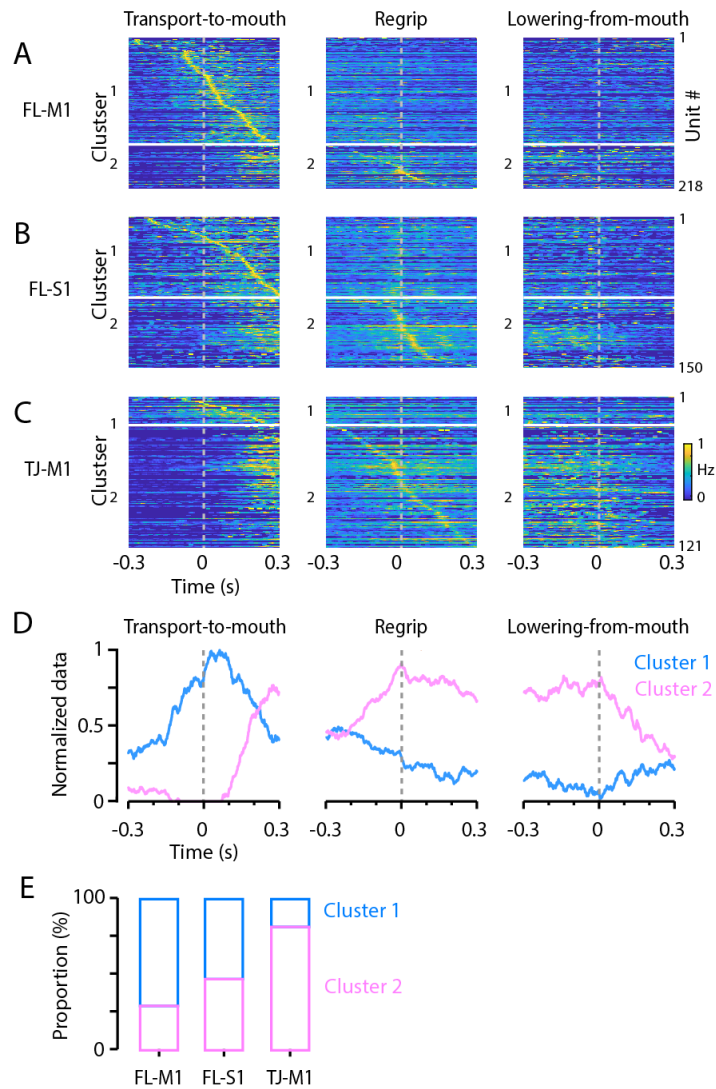 Transport-to-mouth Regrip Lowering-from-mouth
A
FL-M1
Clustser
1
2
1
2
1
2
1
Unit #
218
B
FL-S1
Clustser
1
2
1
2
1
2
1
150
C
TJ-M1
Clustser
1
2
1
2
1
2
1
121
1
Hz
0
-0.3 0 0.3 -0.3 0 0.3 -0.3 0 0.3
Time (s)
D
Transport-to-mouth Regrip Lowering-from-mouth
Normalized data
1
0.5
0
Cluster 1
Cluster 2
-0.3 0 0.3 -0.3 0 0.3 -0.3 0 0.3
Time (s)
E
Proportion (%)
100
0
Cluster 1
Cluster 2
FL-M1 FL-S1 TJ-M1